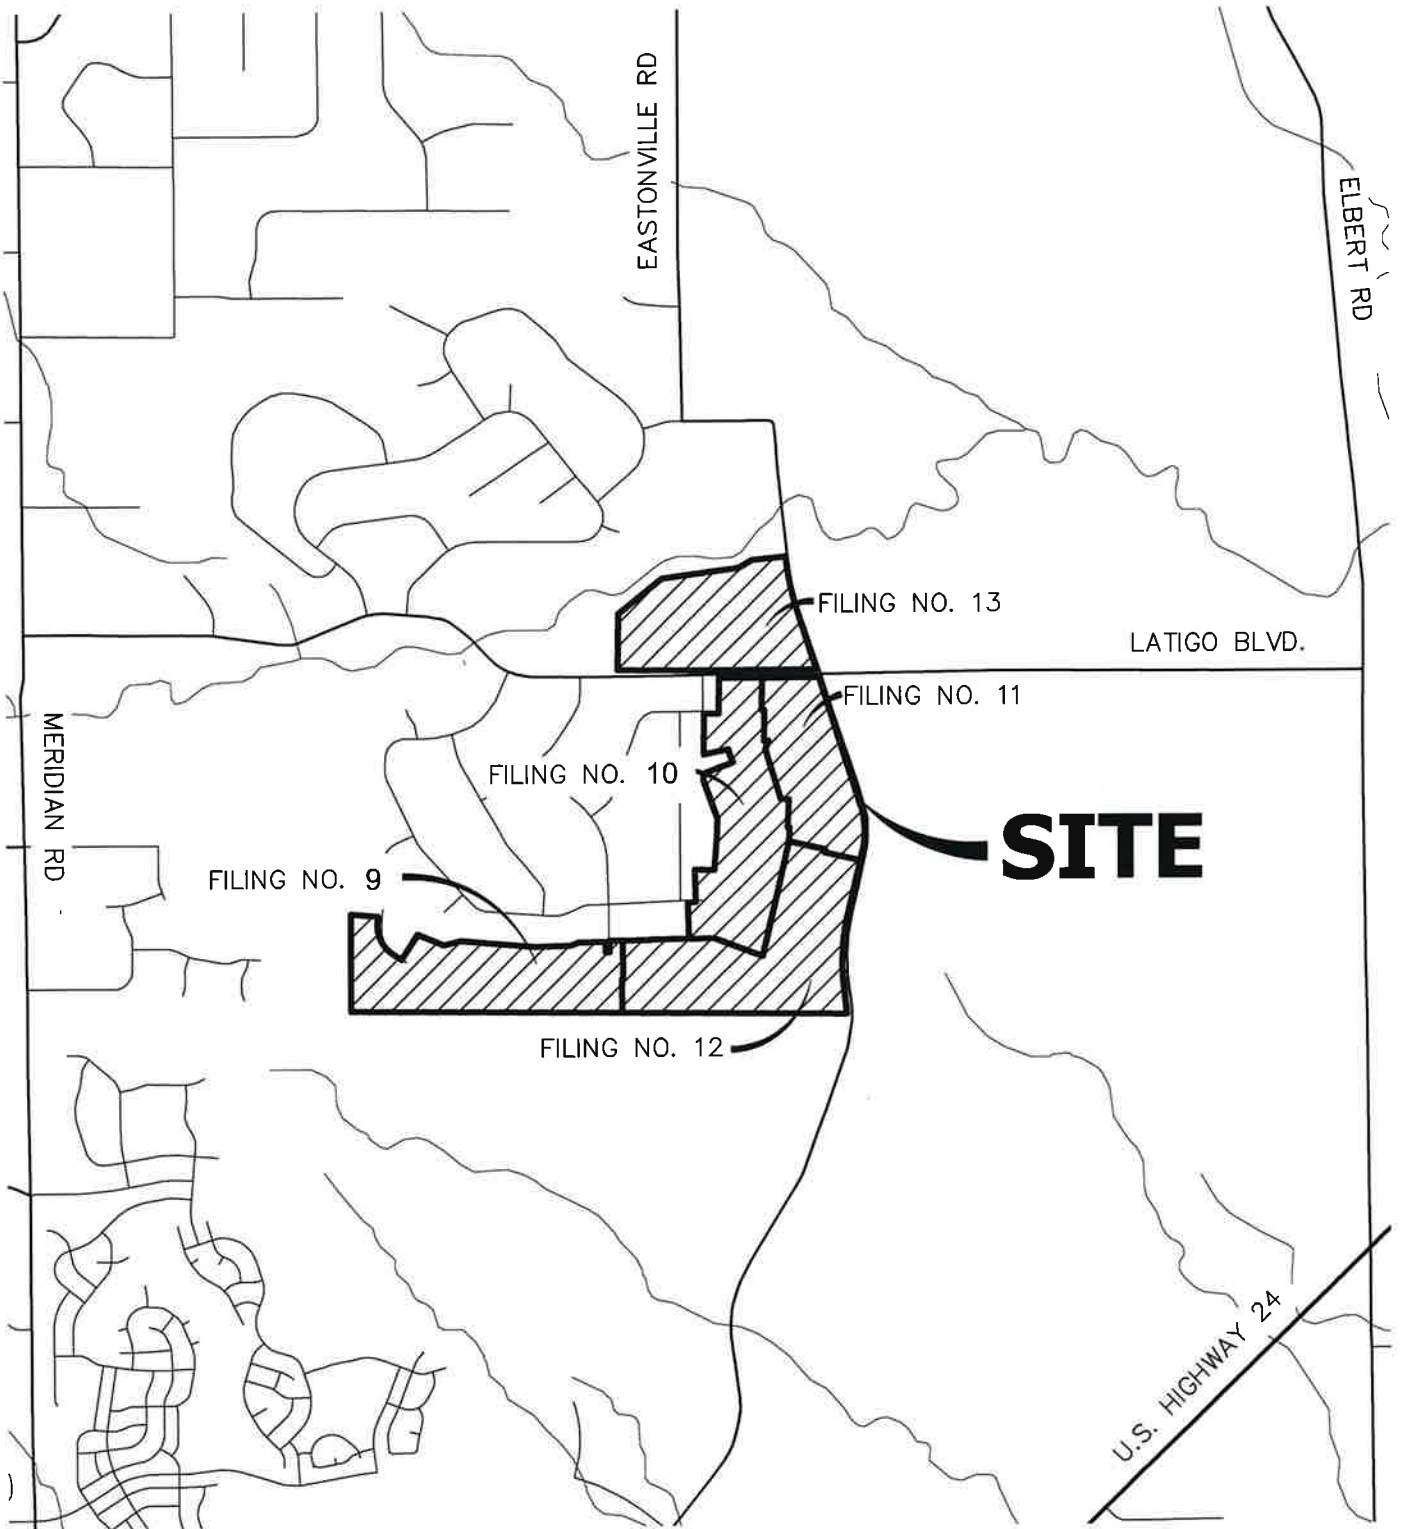 EASTONVILLE RD
ELBERT RD
FILING NO. 13
LATIGO BLVD.
FILING NO. 11
MERIDIAN RD
FILING NO. 10
SITE
FILING NO. 9
FILING NO. 12
U.S. HIGHWAY 24